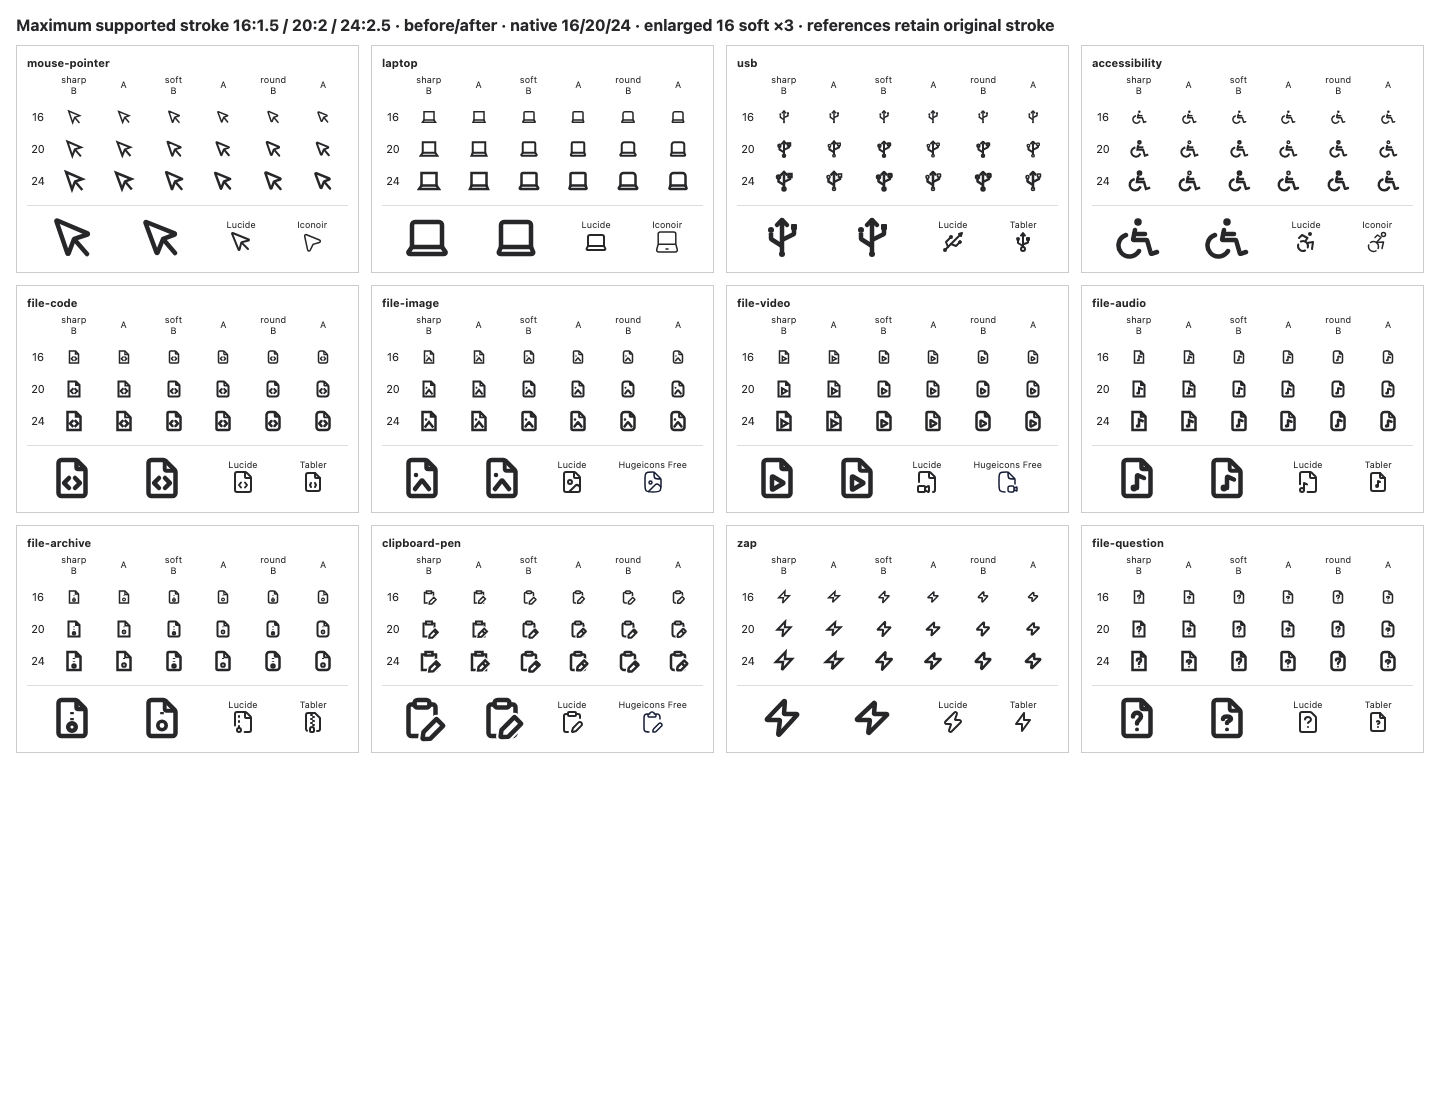 Maximum supported stroke 16:1.5 / 20:2 / 24:2.5 · before/after · native 16/20/24 · enlarged 16 soft ×3 · references retain original stroke
mouse-pointer
sharp soft round
B A B A B A
16
20
24
Lucide Iconoir
laptop
sharp soft round
B A B A B A
16
20
24
Lucide Iconoir
usb
sharp soft round
B A B A B A
16
20
24
Lucide Tabler
accessibility
sharp soft round
B A B A B A
16
20
24
Lucide Iconoir
file-code
sharp soft round
B A B A B A
16
20
24
Lucide Tabler
file-image
sharp soft round
B A B A B A
16
20
24
Lucide Hugeicons Free
file-video
sharp soft round
B A B A B A
16
20
24
Lucide Hugeicons Free
file-audio
sharp soft round
B A B A B A
16
20
24
Lucide Tabler
file-archive
sharp soft round
B A B A B A
16
20
24
Lucide Tabler
clipboard-pen
sharp soft round
B A B A B A
16
20
24
Lucide Hugeicons Free
zap
sharp soft round
B A B A B A
16
20
24
Lucide Tabler
file-question
sharp soft round
B A B A B A
16
20
24
Lucide Tabler